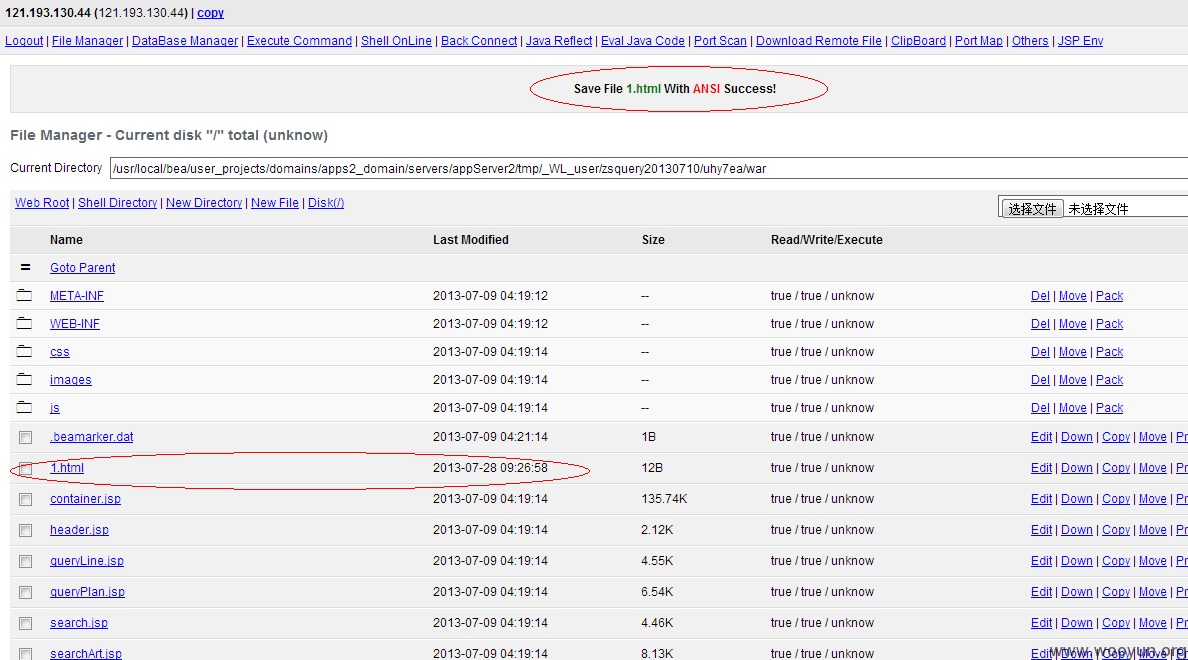 121.193.130.44 (121.193.130.44) | copy
Logout | File Manager | DataBase Manager | Execute Command | Shell OnLine | Back Connect | Java Reflect | Eval Java Code | Port Scan | Download Remote File | ClipBoard | Port Map | Others | JSP Env
Save File 1.html With ANSI Success!
File Manager - Current disk "/" total (unknow)
Current Directory /usr/local/bea/user_projects/domains/apps2_domain/servers/appServer2/tmp/_WL_user/zsquery20130710/uhy7ea/war
Web Root | Shell Directory | New Directory | New File | Disk(/) 选择文件 未选择文件
Name Last Modified Size Read/Write/Execute
= Goto Parent
META-INF 2013-07-09 04:19:12 -- true / true / unknow Del | Move | Pack
WEB-INF 2013-07-09 04:19:12 -- true / true / unknow Del | Move | Pack
css 2013-07-09 04:19:14 -- true / true / unknow Del | Move | Pack
images 2013-07-09 04:19:14 -- true / true / unknow Del | Move | Pack
js 2013-07-09 04:19:14 -- true / true / unknow Del | Move | Pack
.beamarker.dat 2013-07-09 04:21:14 1B true / true / unknow Edit | Down | Copy | Move | Pr
1.html 2013-07-28 09:26:58 12B true / true / unknow Edit | Down | Copy | Move | Pr
container.jsp 2013-07-09 04:19:14 135.74K true / true / unknow Edit | Down | Copy | Move | Pr
header.jsp 2013-07-09 04:19:14 2.12K true / true / unknow Edit | Down | Copy | Move | Pr
queryLine.jsp 2013-07-09 04:19:14 4.55K true / true / unknow Edit | Down | Copy | Move | Pr
queryPlan.jsp 2013-07-09 04:19:14 6.54K true / true / unknow Edit | Down | Copy | Move | Pr
search.jsp 2013-07-09 04:19:14 4.46K true / true / unknow Edit | Down | Copy | Move | Pr
searchArt.jsp 2013-07-09 04:19:14 8.13K true / true / unknow Edit | Down | Copy | Move | Pr
www.wooyun.org